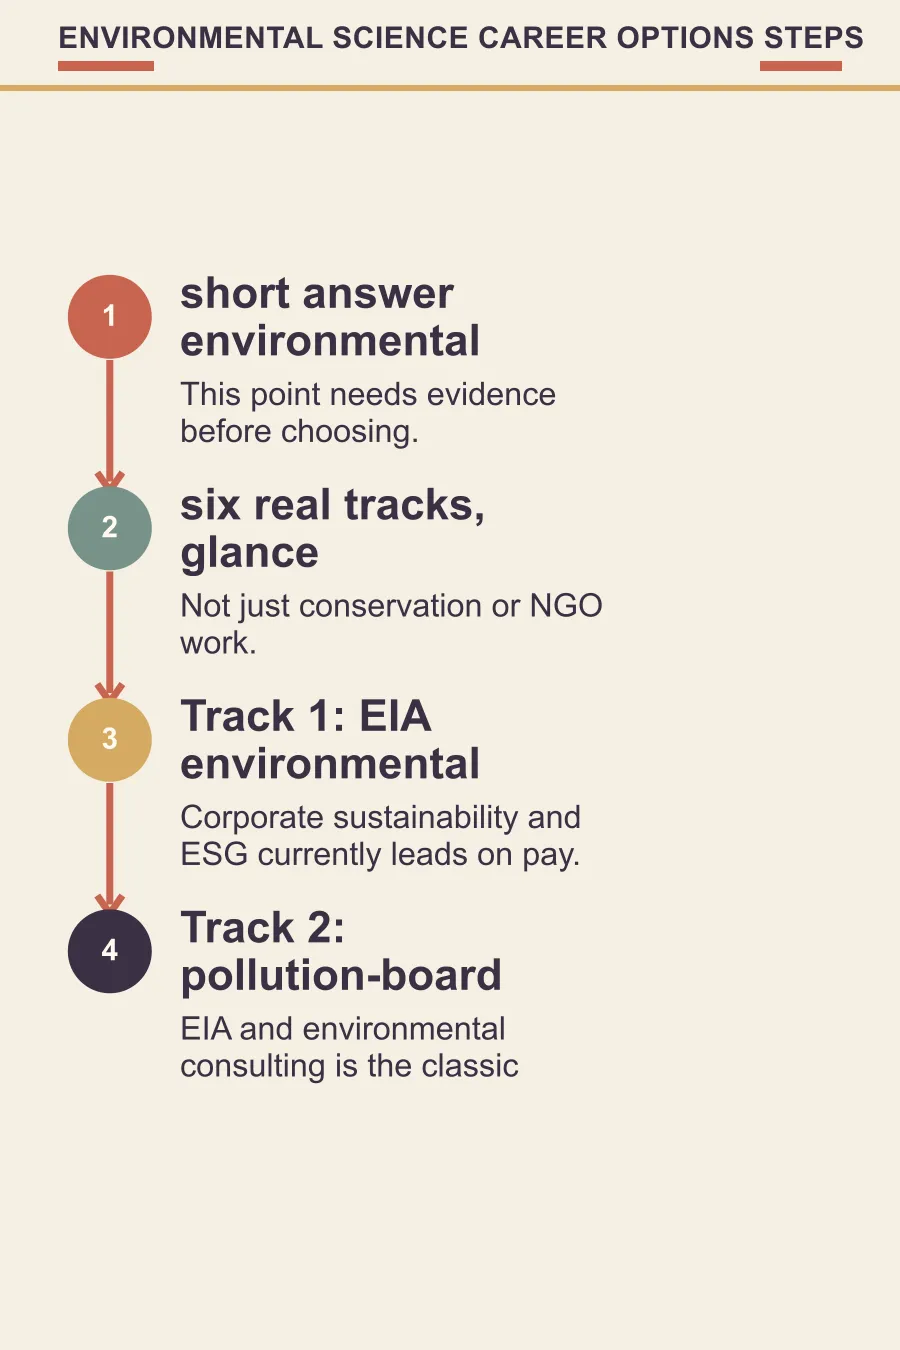 ENVIRONMENTAL SCIENCE CAREER OPTIONS STEPS
1
short answer
environmental
This point needs evidence
before choosing.
2
six real tracks,
glance
Not just conservation or NGO
work.
3
Track 1: EIA
environmental
Corporate sustainability and
ESG currently leads on pay.
4
Track 2:
pollution-board
EIA and environmental
consulting is the classic